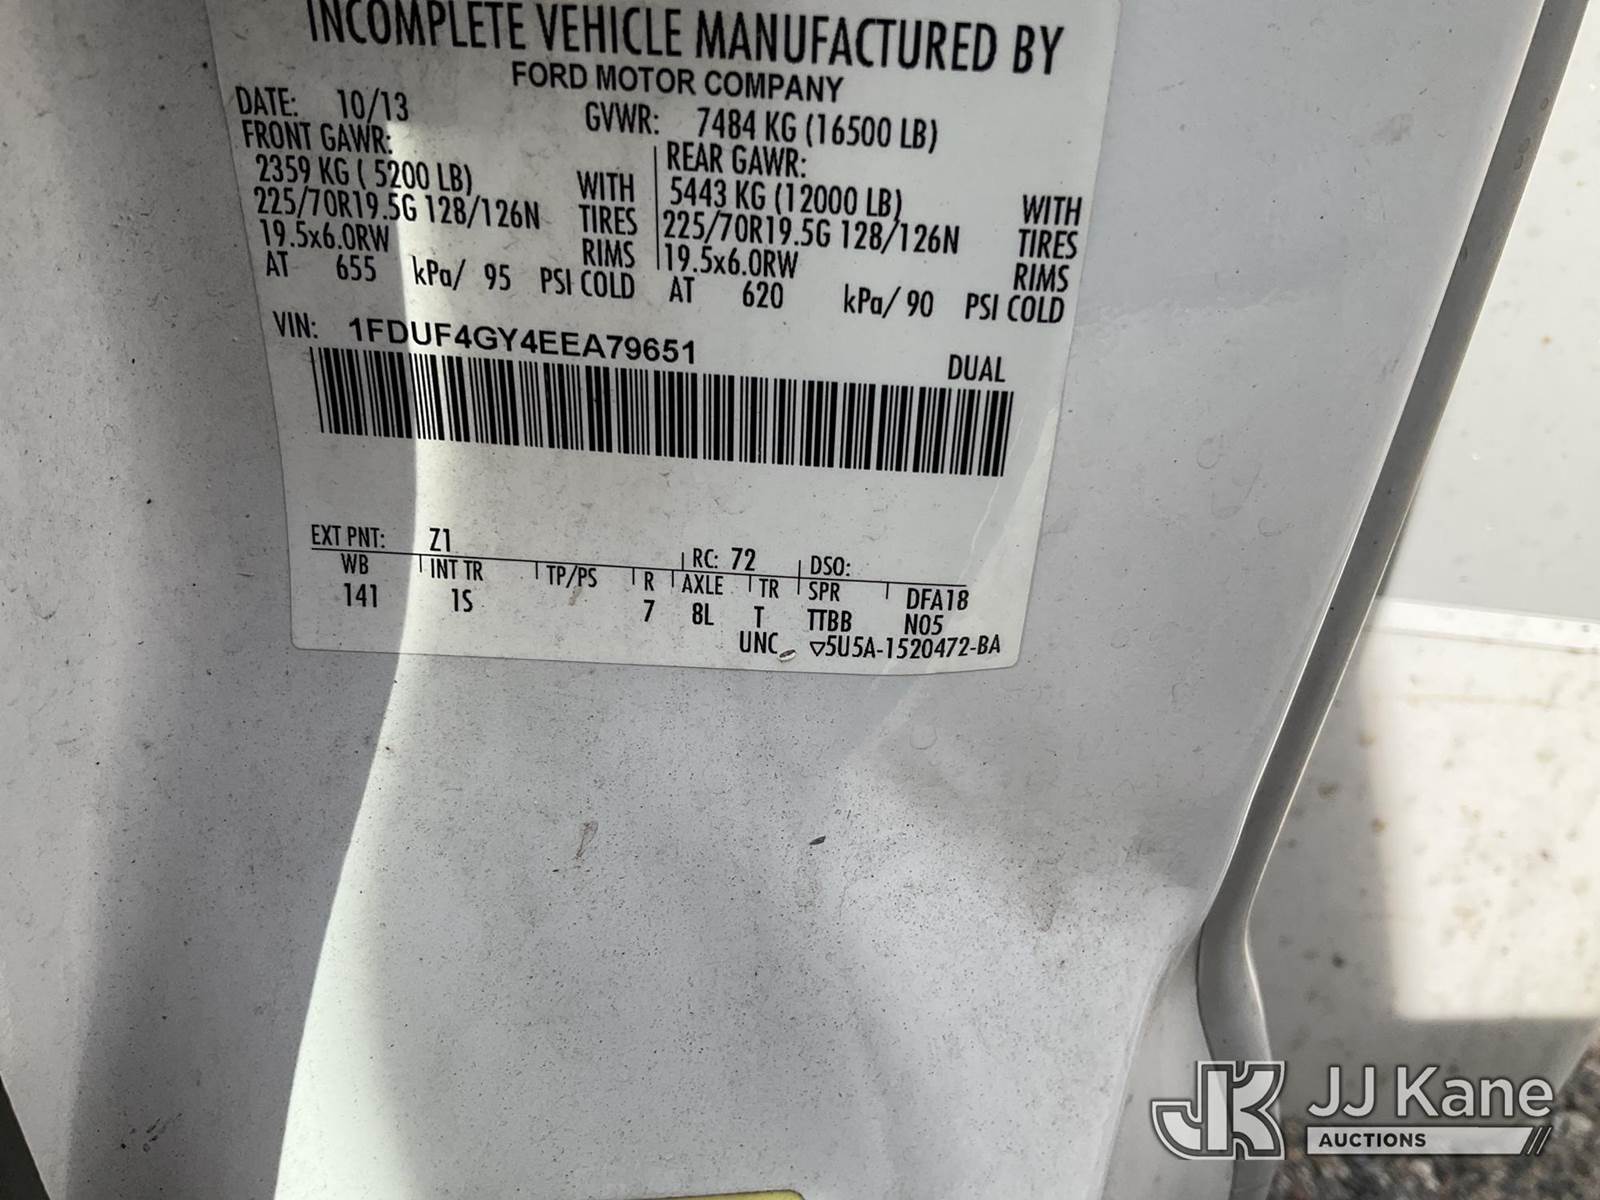 INCOMPLETE VEHICLE MANUFACTURED BY
FORD MOTOR COMPANY
DATE: 10/13 GVWR: 7484 KG (16500 LB)
FRONT GAWR: REAR GAWR:
2359 KG ( 5200 LB) WITH 5443 KG (12000 LB) WITH
225/70R19.5G 128/126N TIRES 225/70R19.5G 128/126N TIRES
19.5x6.0RW RIMS 19.5x6.0RW RIMS
AT 655 kPa/ 95 PSI COLD AT 620 kPa/ 90 PSI COLD
VIN: 1FDUF4GY4EEA79651
DUAL
EXT PNT: Z1 RC: 72 DSO:
WB INT TR TP/PS R AXLE TR SPR DFA18
141 1S 7 8L T TTBB N05
UNC ▽5U5A-1520472-BA
JK JJ Kane
AUCTIONS